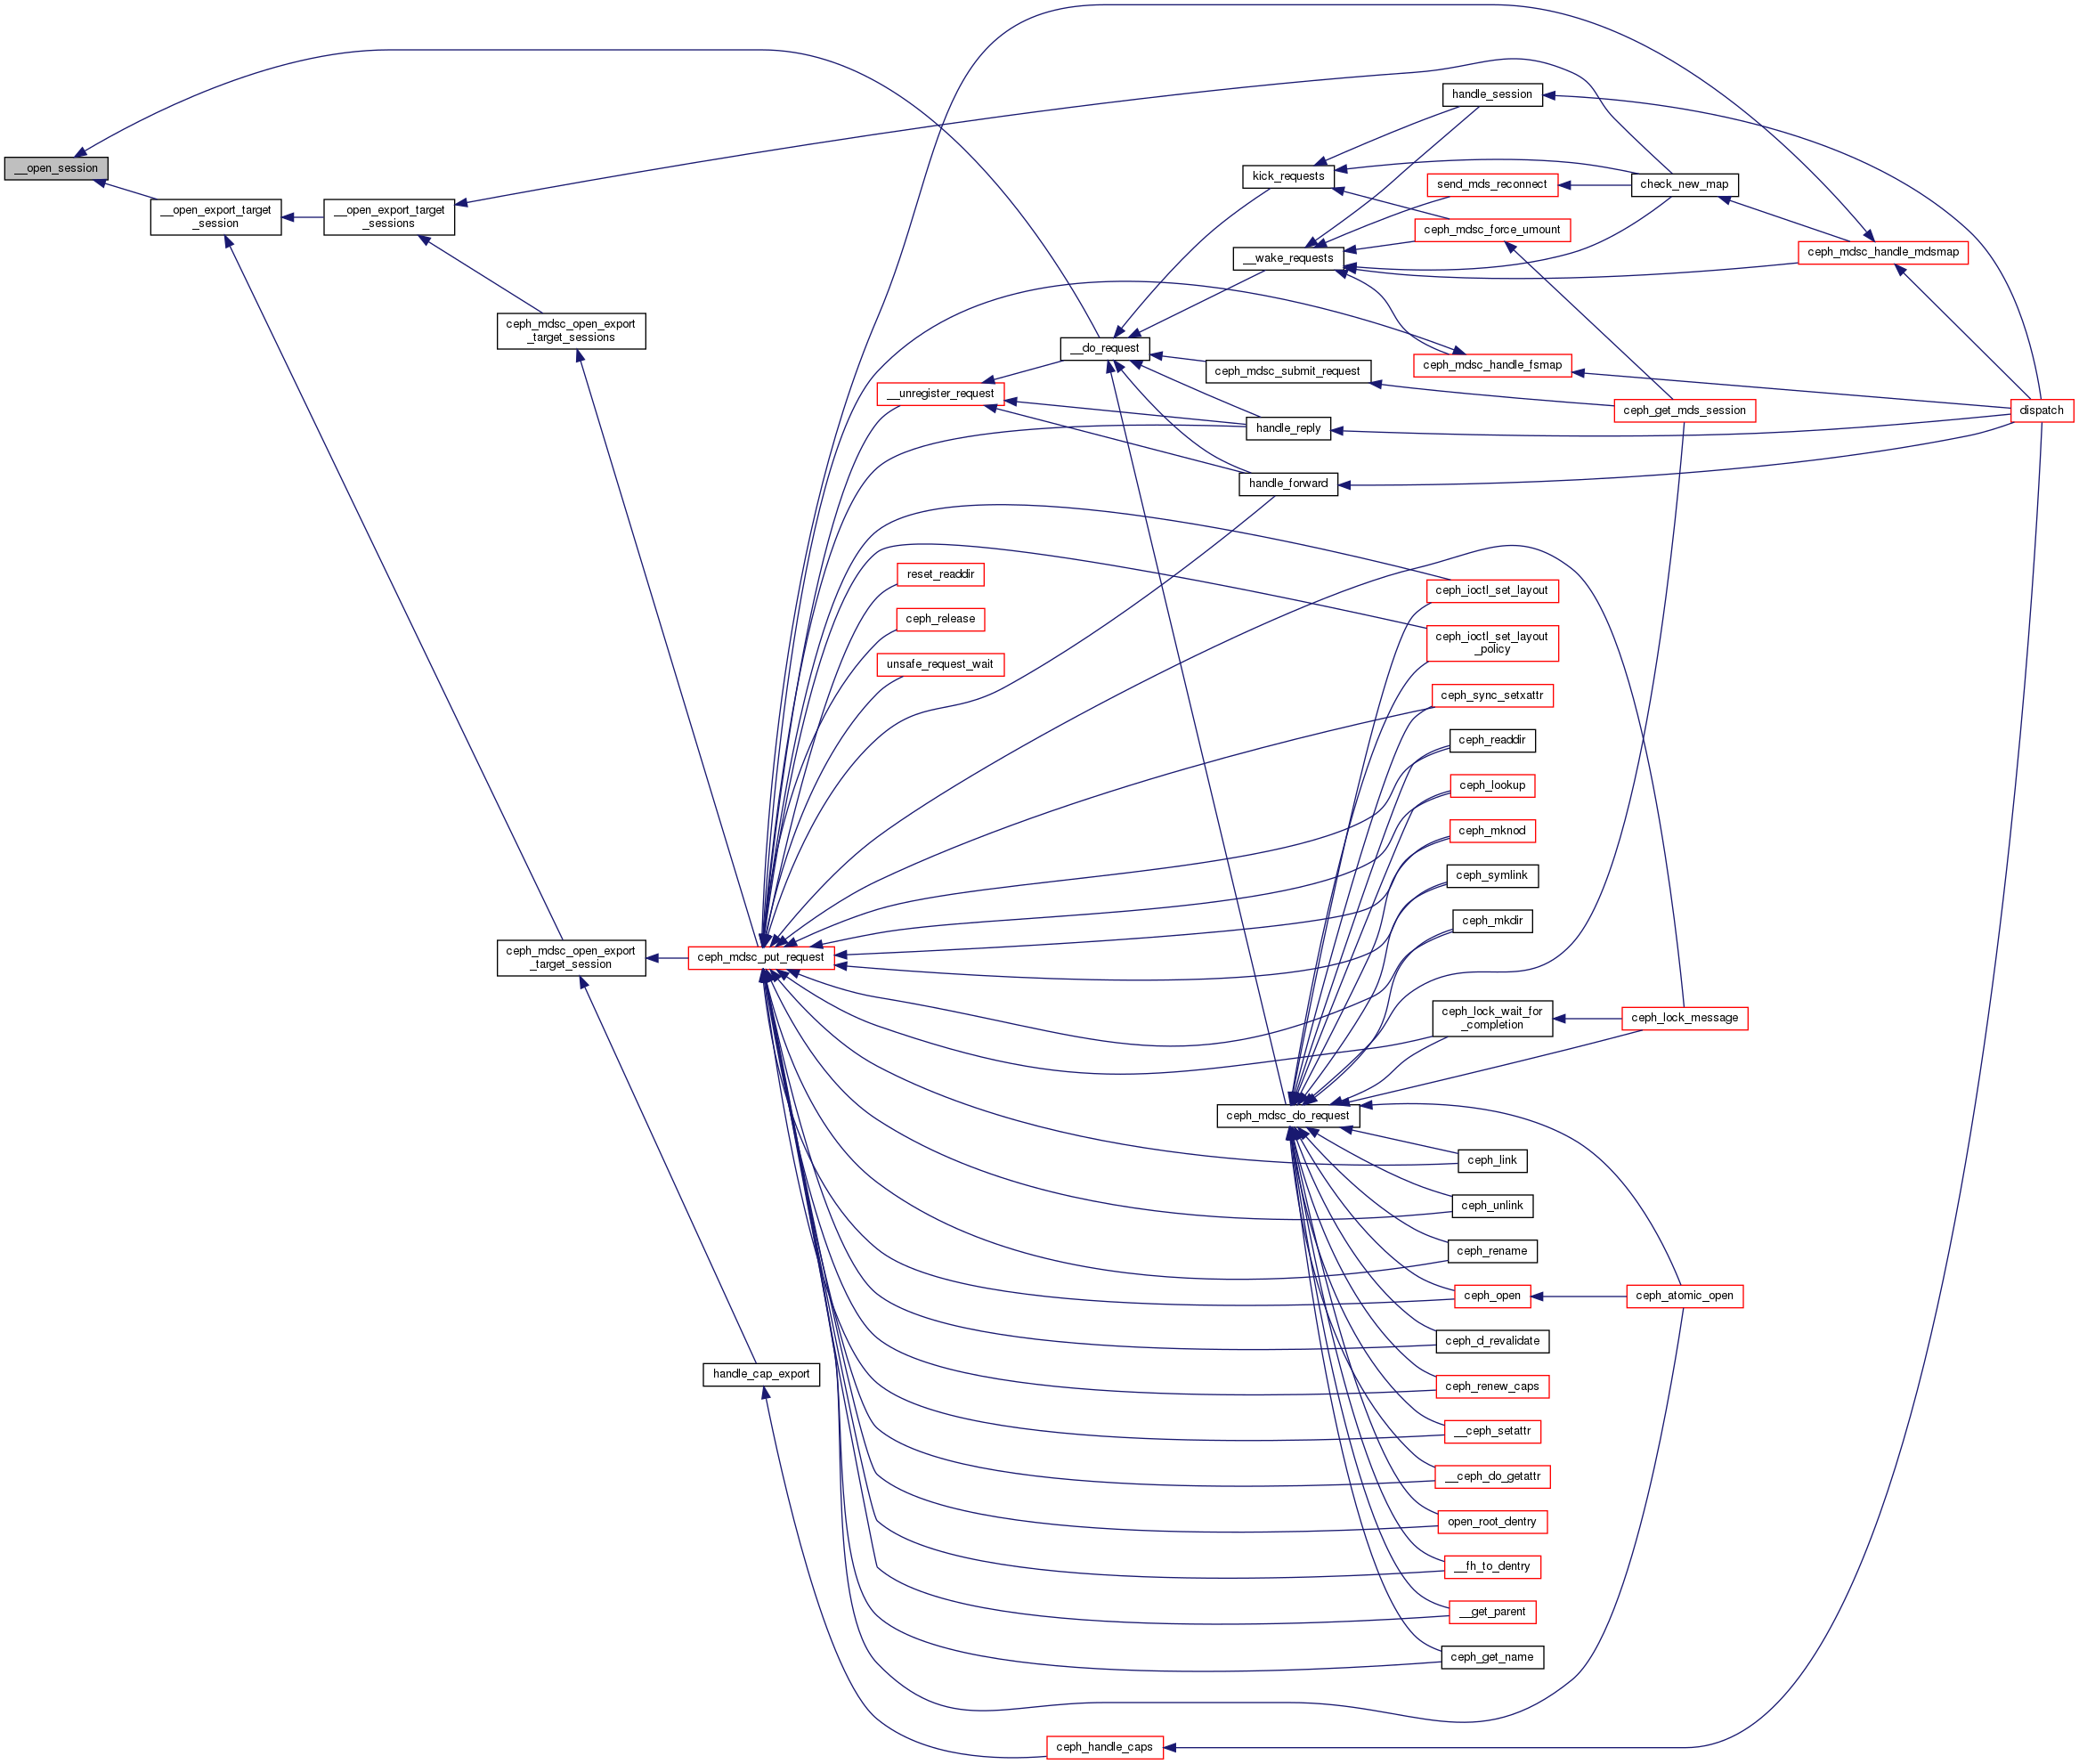 __open_session
__open_export_target
_session
__open_export_target
_sessions
ceph_mdsc_open_export
_target_sessions
ceph_mdsc_open_export
_target_session
ceph_mdsc_put_request
handle_cap_export
__unregister_request
reset_readdir
ceph_release
unsafe_request_wait
__do_request
ceph_handle_caps
kick_requests
__wake_requests
ceph_mdsc_submit_request
handle_reply
handle_forward
ceph_mdsc_do_request
handle_session
send_mds_reconnect
ceph_mdsc_force_umount
ceph_mdsc_handle_fsmap
ceph_ioctl_set_layout
ceph_ioctl_set_layout
_policy
ceph_sync_setxattr
ceph_readdir
ceph_lookup
ceph_mknod
ceph_symlink
ceph_mkdir
ceph_lock_wait_for
_completion
ceph_link
ceph_unlink
ceph_rename
ceph_open
ceph_d_revalidate
ceph_renew_caps
__ceph_setattr
__ceph_do_getattr
open_root_dentry
__fh_to_dentry
__get_parent
ceph_get_name
check_new_map
ceph_get_mds_session
ceph_lock_message
ceph_atomic_open
ceph_mdsc_handle_mdsmap
dispatch